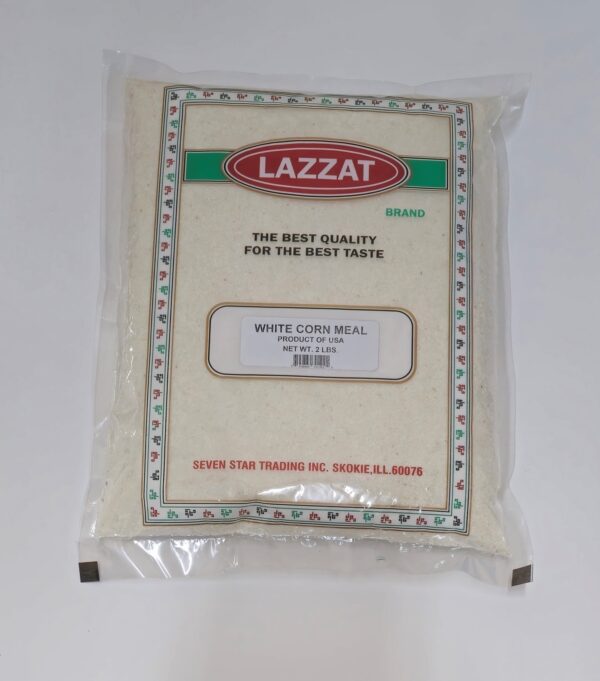 LAZZAT
BRAND
THE BEST QUALITY
FOR THE BEST TASTE
WHITE CORN MEAL
PRODUCT OF USA
NET WT. 2 LBS.
SEVEN STAR TRADING INC. SKOKIE,ILL.60076